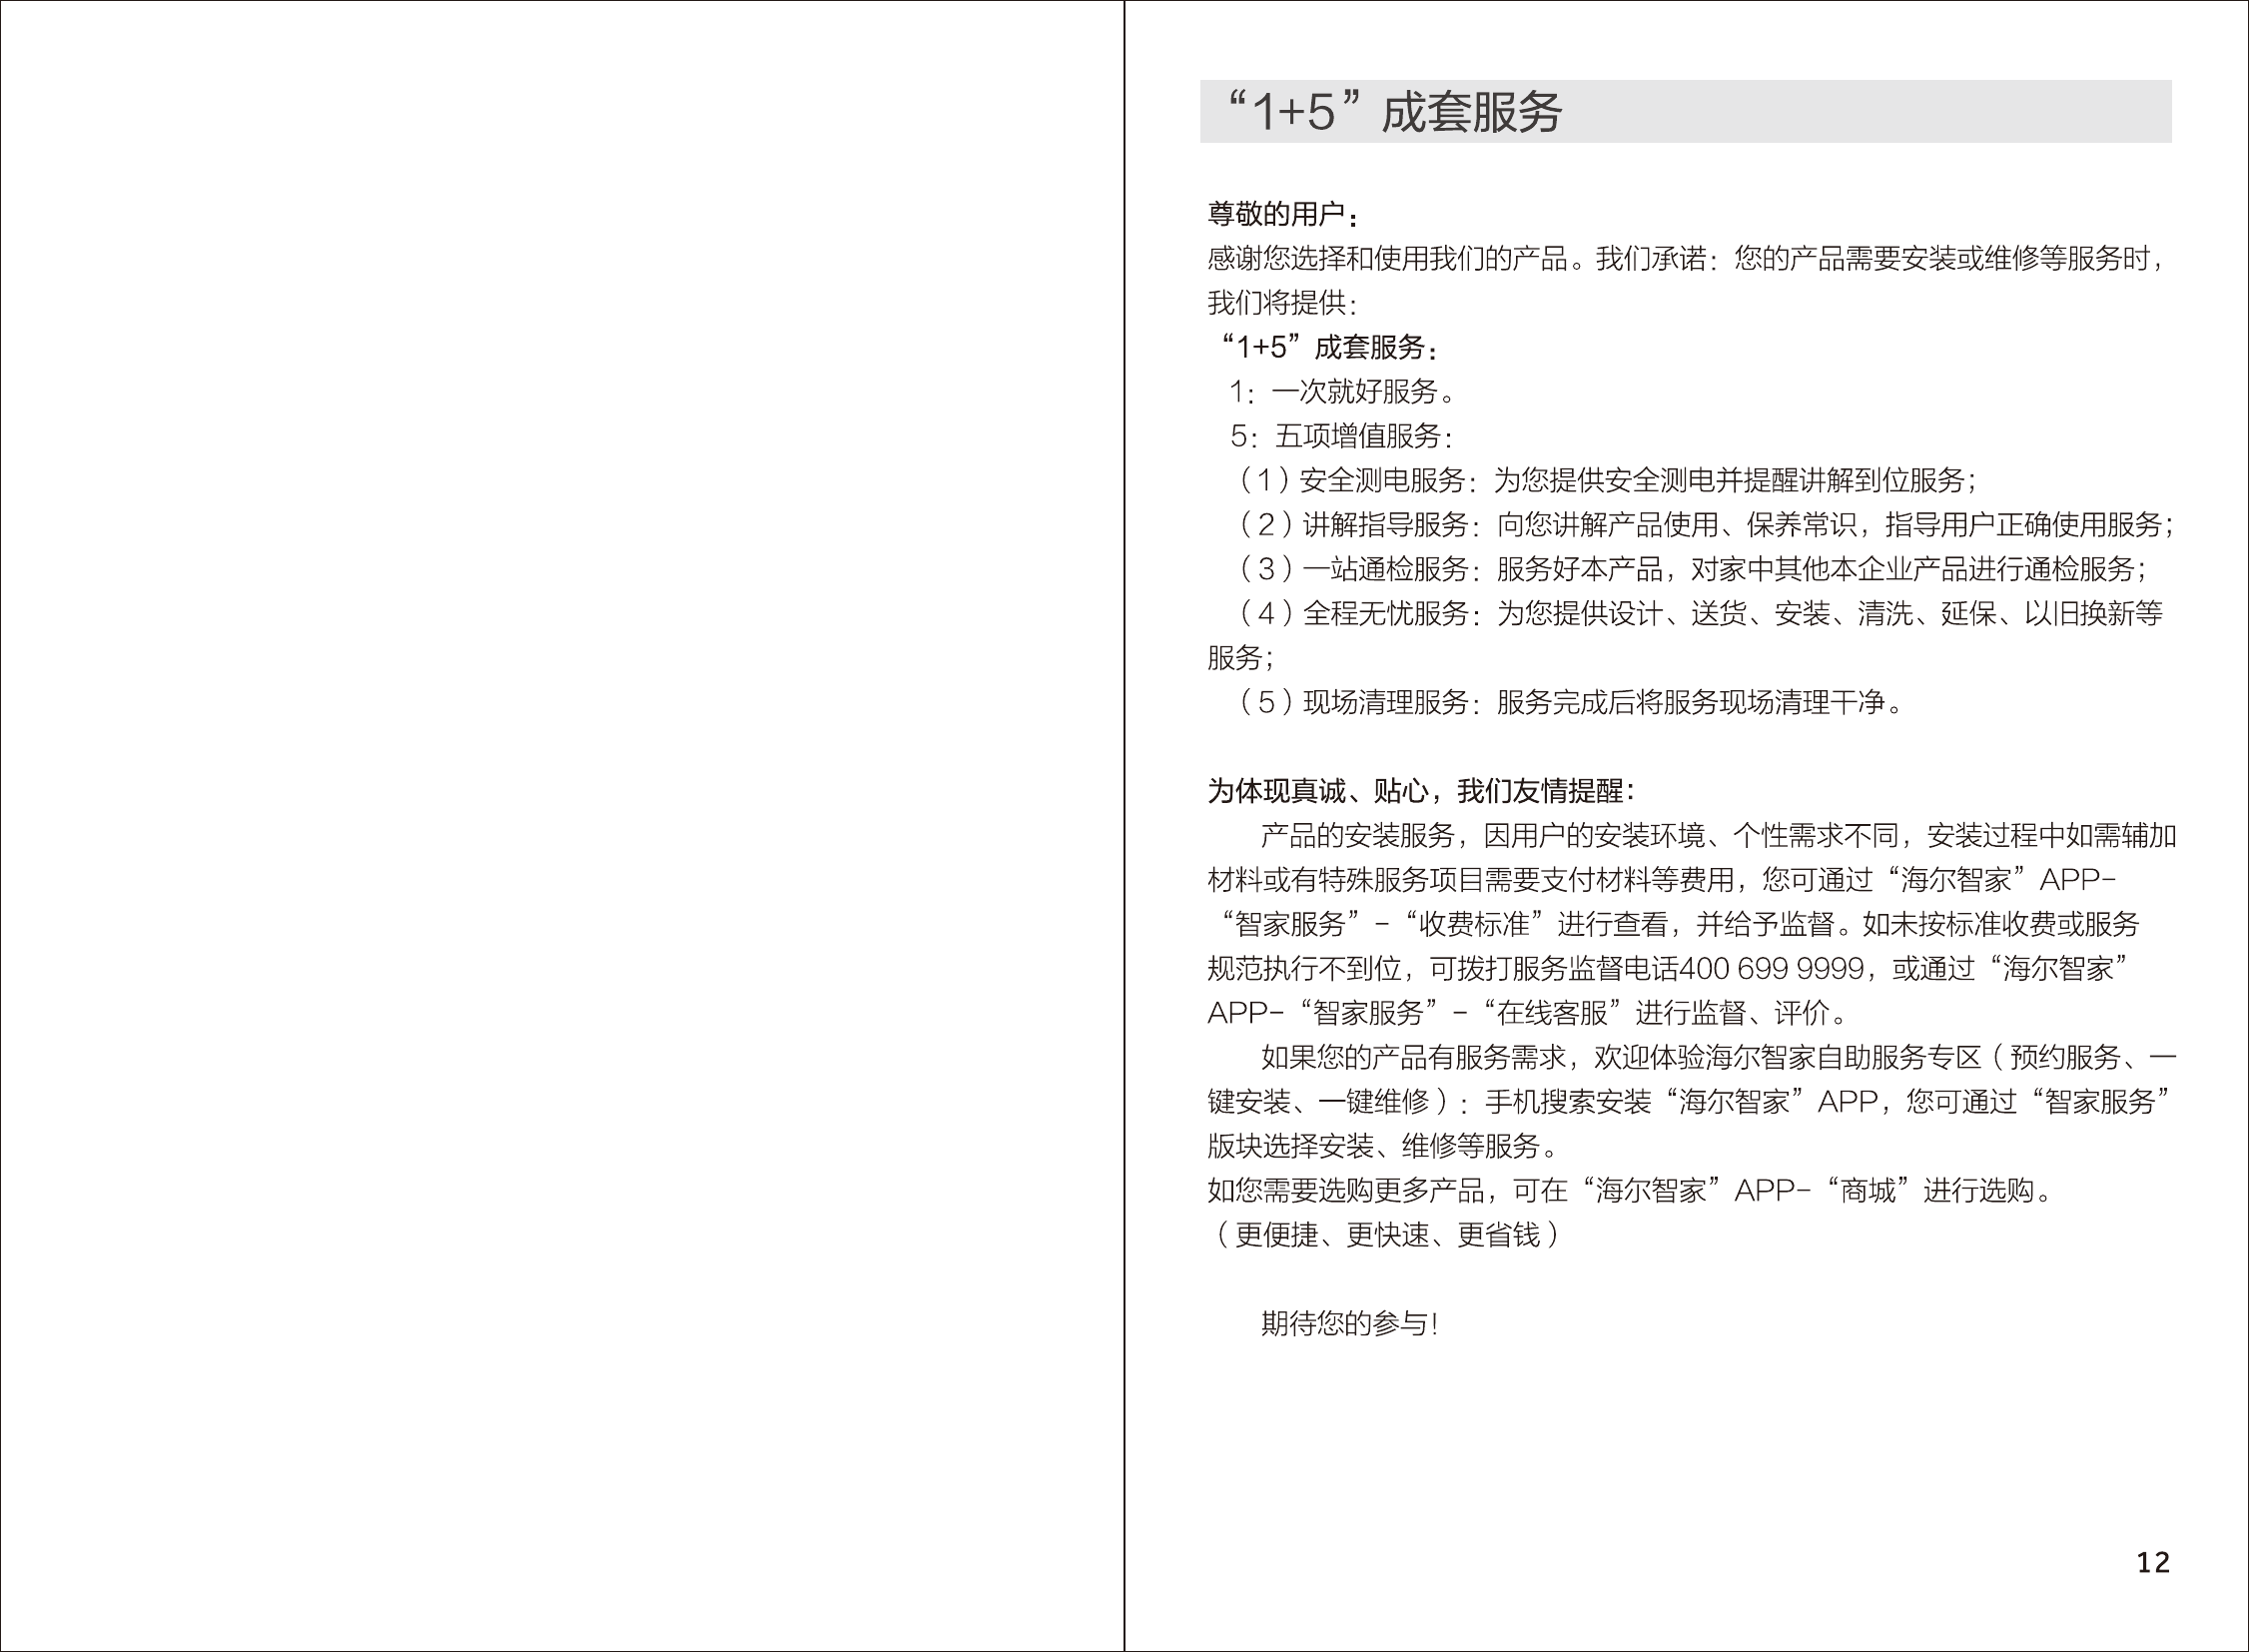 “1+5”成套服务
尊敬的用户：
感谢您选择和使用我们的产品。我们承诺：您的产品需要安装或维修等服务时，
我们将提供：
“1+5”成套服务：
1：一次就好服务。
5：五项增值服务：
（1）安全测电服务：为您提供安全测电并提醒讲解到位服务；
（2）讲解指导服务：向您讲解产品使用、保养常识，指导用户正确使用服务；
（3）一站通检服务：服务好本产品，对家中其他本企业产品进行通检服务；
（4）全程无忧服务：为您提供设计、送货、安装、清洗、延保、以旧换新等
服务；
（5）现场清理服务：服务完成后将服务现场清理干净。
为体现真诚、贴心，我们友情提醒：
产品的安装服务，因用户的安装环境、个性需求不同，安装过程中如需辅加
材料或有特殊服务项目需要支付材料等费用，您可通过“海尔智家”APP-
“智家服务”-“收费标准”进行查看，并给予监督。如未按标准收费或服务
规范执行不到位，可拨打服务监督电话400 699 9999，或通过“海尔智家”
APP-“智家服务”-“在线客服”进行监督、评价。
如果您的产品有服务需求，欢迎体验海尔智家自助服务专区（预约服务、一
键安装、一键维修）：手机搜索安装“海尔智家”APP，您可通过“智家服务”
版块选择安装、维修等服务。
如您需要选购更多产品，可在“海尔智家”APP-“商城”进行选购。
（更便捷、更快速、更省钱）
期待您的参与！
12